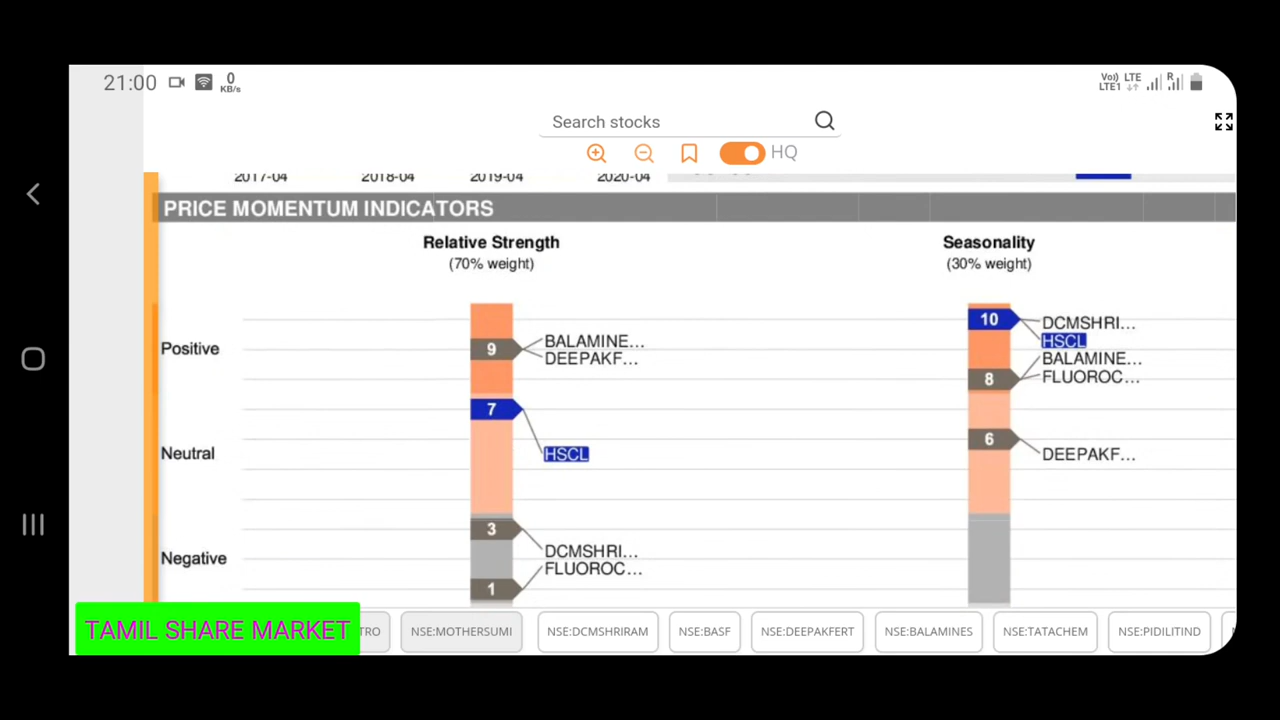 21:00
0
KB/s
Vo)) LTE
LTE1
R
Search stocks
HQ
2017-04 2018-04 2019-04 2020-04
PRICE MOMENTUM INDICATORS
Relative Strength
(70% weight)
Seasonality
(30% weight)
Positive
Neutral
Negative
9
BALAMINE...
DEEPAKF...
7
HSCL
3
DCMSHRI...
FLUOROC...
1
10
DCMSHRI...
HSCL
BALAMINE...
8
FLUOROC...
6
DEEPAKF...
TAMIL SHARE MARKET
TRO
NSE:MOTHERSUMI
NSE:DCMSHRIRAM
NSE:BASF
NSE:DEEPAKFERT
NSE:BALAMINES
NSE:TATACHEM
NSE:PIDILITIND